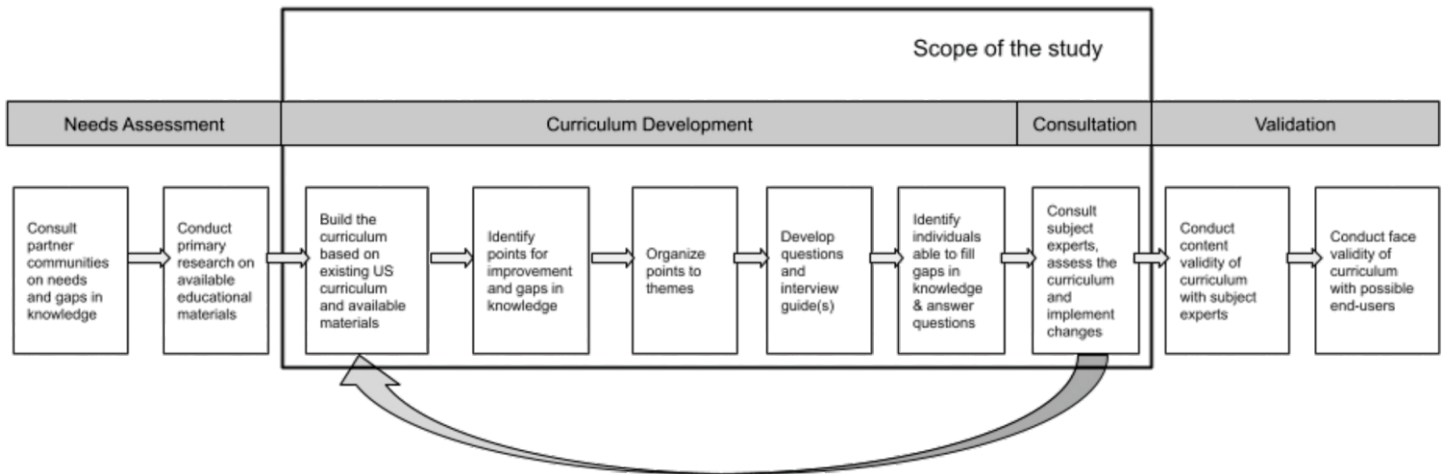 Scope of the study
Needs Assessment
Curriculum Development
Consultation
Validation
Consult
partner
communities
on needs
and gaps in
knowledge
Conduct
primary
research on
available
educational
materials
Build the
curriculum
based on
existing US
curriculum
and available
materials
Identify
points for
improvement
and gaps in
knowledge
Organize
points to
themes
Develop
questions
and
interview
guide(s)
Identify
individuals
able to fill
gaps in
knowledge
& answer
questions
Consult
subject
experts,
assess the
curriculum
and
implement
changes
Conduct
content
validity of
curriculum
with subject
experts
Conduct face
validity of
curriculum
with possible
end-users